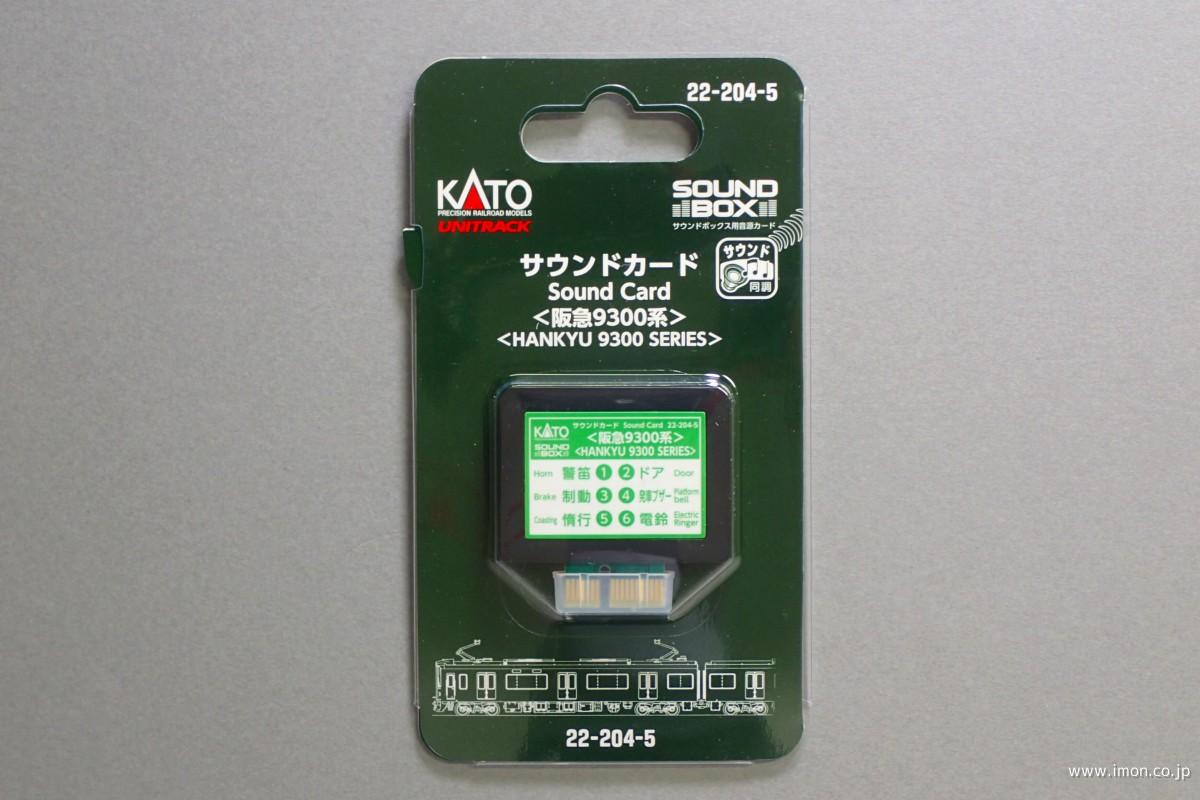 22-204-5
KATO
PRECISION RAILROAD MODELS
UNITRACK
SOUND
BOX
サウンドボックス用音源カード
サウンド
同調
サウンドカード
Sound Card
<阪急9300系>
<HANKYU 9300 SERIES>
サウンドカード Sound Card 22-204-5
KATO
<阪急9300系>
SOUND
BOX
<HANKYU 9300 SERIES>
Horn 警笛 1 2 ドア Door
Brake 制動 3 4 発車ブザー Platform bell
Coasting 惰行 5 6 電鈴 Electric Ringer
22-204-5
www.imon.co.jp